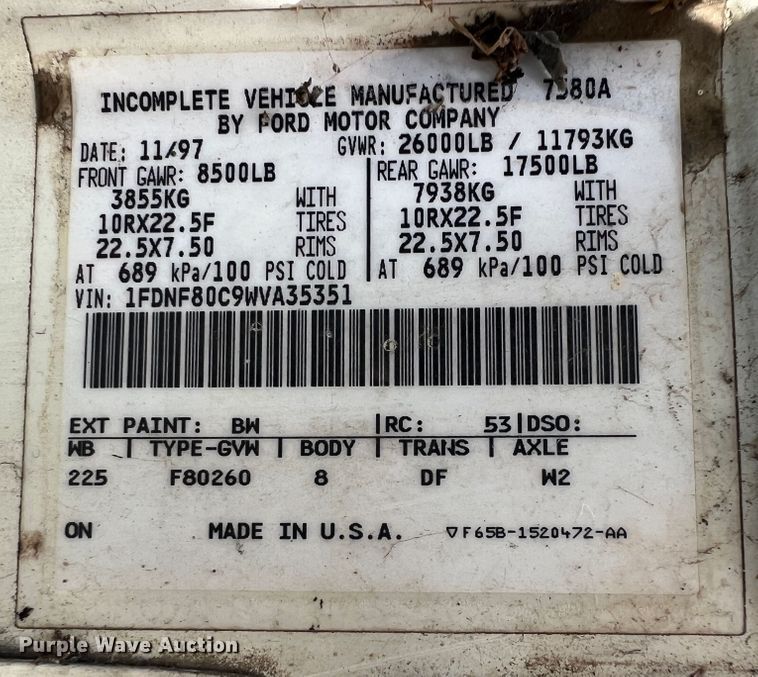 INCOMPLETE VEHICLE MANUFACTURED 7580A
BY FORD MOTOR COMPANY
DATE: 11/97 GVWR: 26000LB / 11793KG
FRONT GAWR: 8500LB REAR GAWR: 17500LB
3855KG WITH 7938KG WITH
10RX22.5F TIRES 10RX22.5F TIRES
22.5X7.50 RIMS 22.5X7.50 RIMS
AT 689 kPa/100 PSI COLD AT 689 kPa/100 PSI COLD
VIN: 1FDNF80C9WVA35351
EXT PAINT: BW RC: 53 DSO:
WB TYPE-GVW BODY TRANS AXLE
225 F80260 8 DF W2
ON MADE IN U.S.A. ▽F65B-1520472-AA
Purple Wave Auction